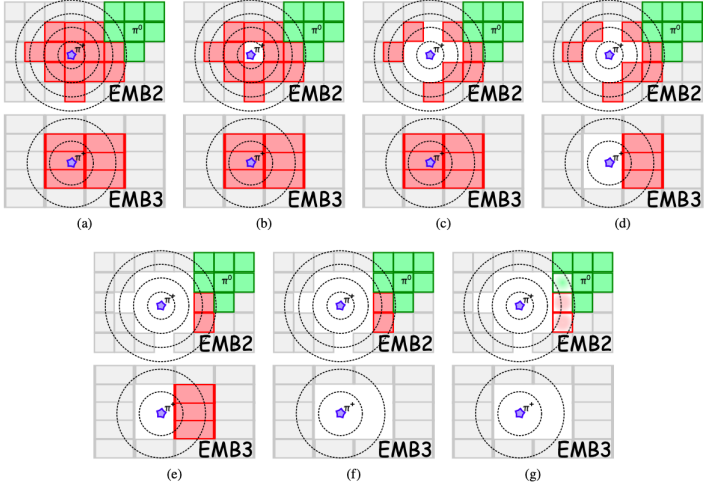 π⁰ π⁰ π⁰ π⁰
π⁺ π⁺ π⁺ π⁺
EMB2 EMB2 EMB2 EMB2
π⁺ π⁺ π⁺ π⁺
EMB3 EMB3 EMB3 EMB3
(a) (b) (c) (d)
π⁰ π⁰ π⁰
π⁺ π⁺ π⁺
EMB2 EMB2 EMB2
π⁺ π⁺ π⁺
EMB3 EMB3 EMB3
(e) (f) (g)